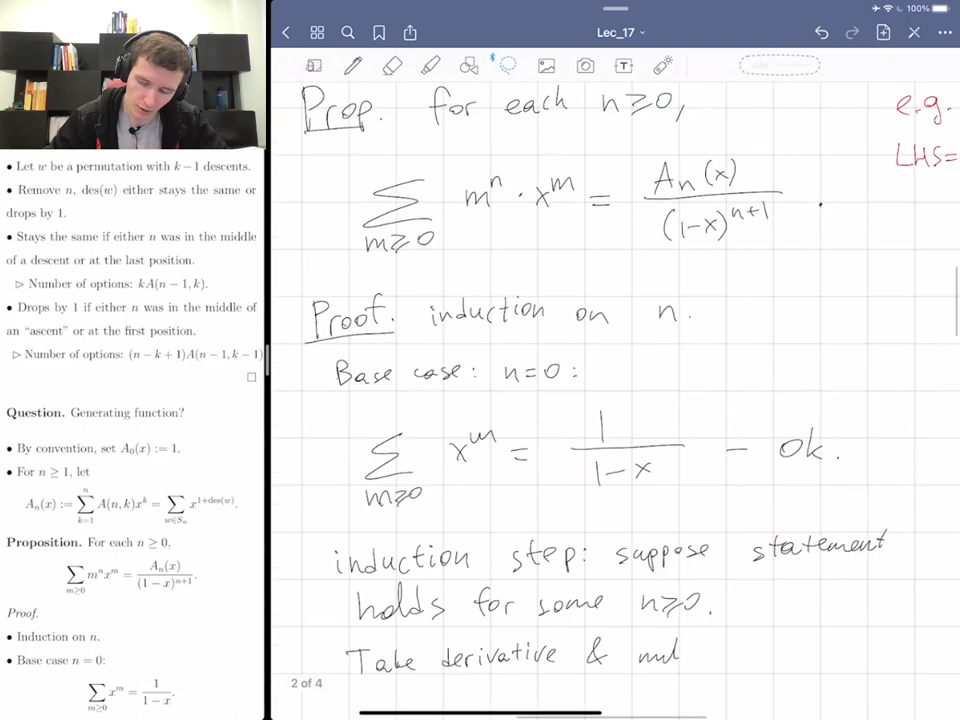 • Let w be a permutation with k − 1 descents.
• Remove n, des(w) either stays the same or
drops by 1.
• Stays the same if either n was in the middle
of a descent or at the last position.
▷ Number of options: kA(n − 1, k).
• Drops by 1 if either n was in the middle of
an “ascent” or at the first position.
▷ Number of options: (n − k + 1)A(n − 1, k − 1)
□
Question. Generating function?
• By convention, set A₀(x) := 1.
• For n ≥ 1, let
Aₙ(x) := ∑_{k=1}^{n} A(n, k)x^k = ∑_{w∈Sₙ} x^{1+des(w)}.
Proposition. For each n ≥ 0,
∑_{m≥0} m^n x^m = Aₙ(x) / (1 − x)^{n+1}.
Proof.
• Induction on n.
• Base case n = 0:
∑_{m≥0} x^m = 1 / (1 − x).
100%
Lec_17
T
Prop. for each n ≥ 0,
e.g.
LHS=
∑_{m≥0} m^n · x^m = Aₙ(x) / (1−x)^{n+1} .
Proof. induction on n.
Base case: n=0:
∑_{m≥0} x^m = 1 / (1−x) – ok.
induction step: suppose statement
holds for some n≥0.
Take derivative & mul
2 of 4